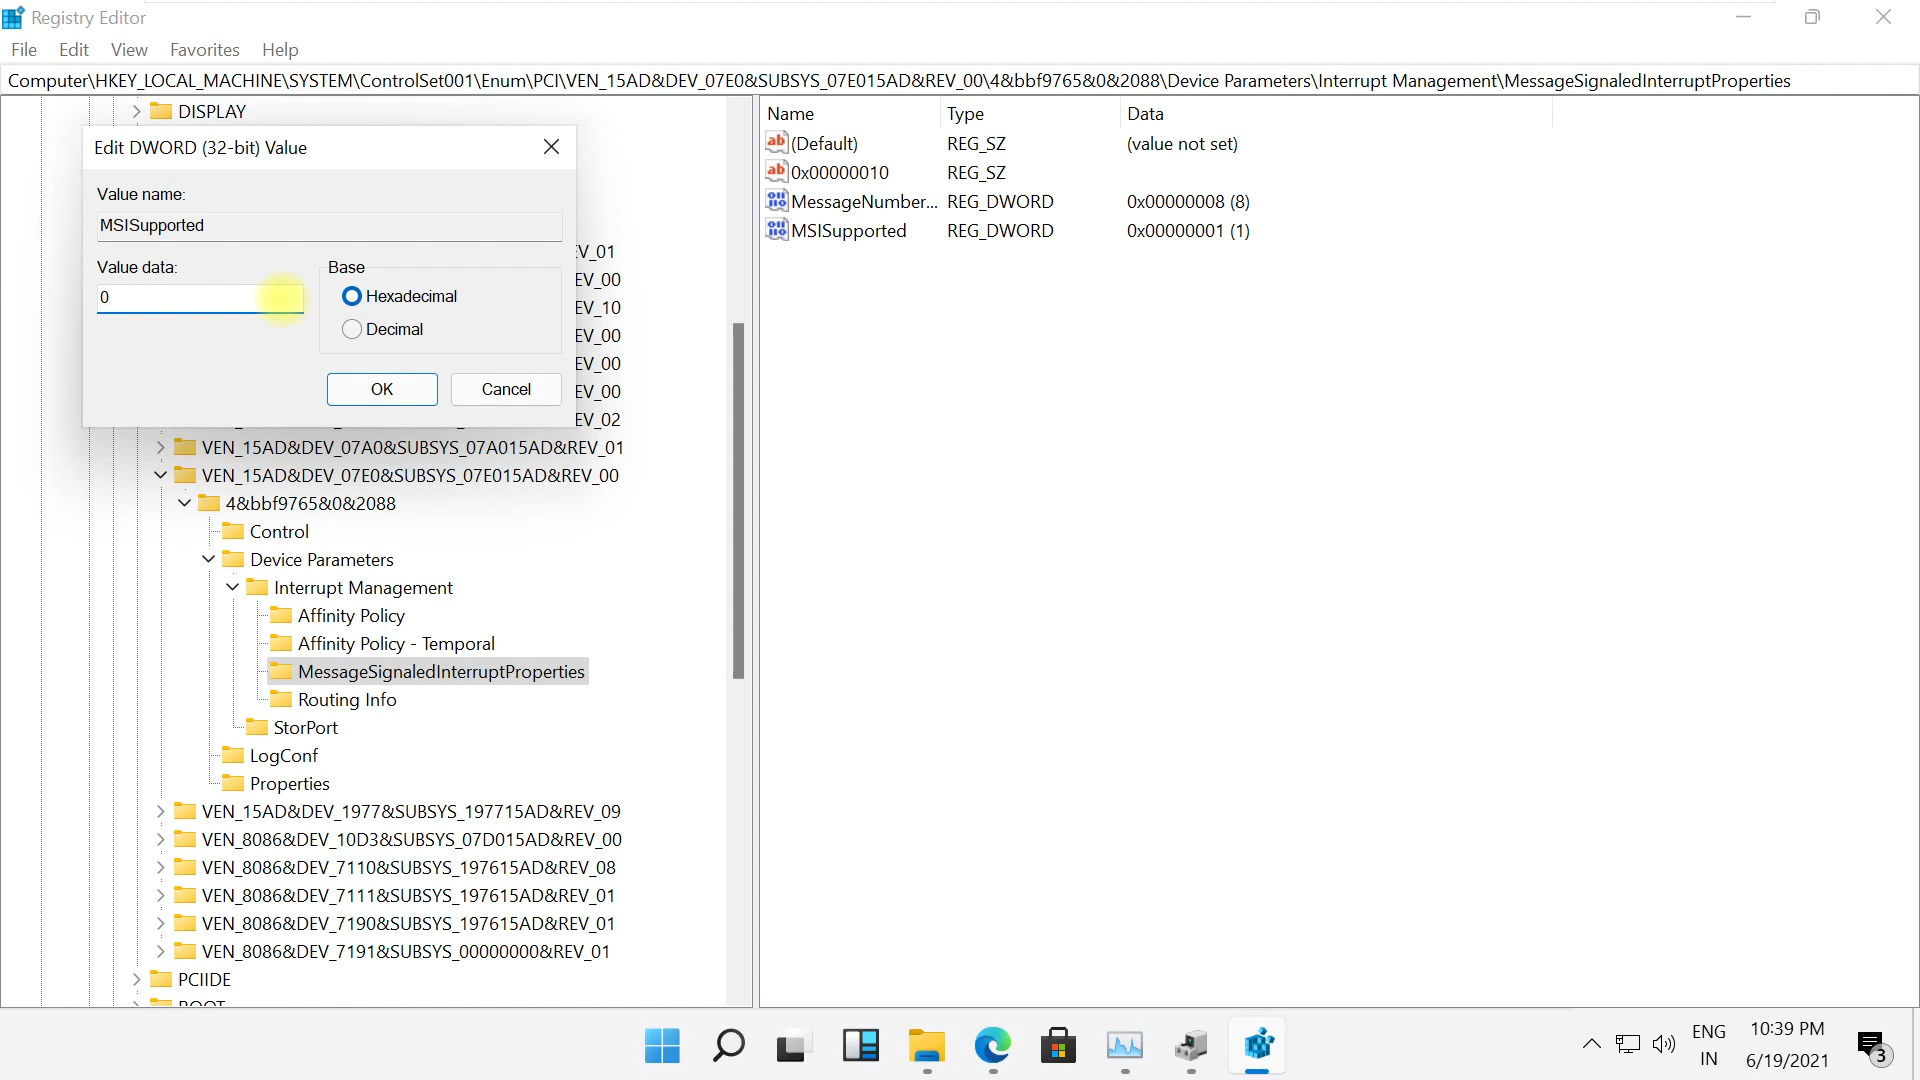 Registry Editor
File Edit View Favorites Help
Computer\HKEY_LOCAL_MACHINE\SYSTEM\ControlSet001\Enum\PCI\VEN_15AD&DEV_07E0&SUBSYS_07E015AD&REV_00\4&bbf9765&0&2088\Device Parameters\Interrupt Management\MessageSignaledInterruptProperties
DISPLAY
Edit DWORD (32-bit) Value
Value name:
MSISupported
Value data:
0
Base
Hexadecimal
Decimal
OK Cancel
EV_01
EV_00
EV_10
EV_00
EV_00
EV_00
EV_02
VEN_15AD&DEV_07A0&SUBSYS_07A015AD&REV_01
VEN_15AD&DEV_07E0&SUBSYS_07E015AD&REV_00
4&bbf9765&0&2088
Control
Device Parameters
Interrupt Management
Affinity Policy
Affinity Policy - Temporal
MessageSignaledInterruptProperties
Routing Info
StorPort
LogConf
Properties
VEN_15AD&DEV_1977&SUBSYS_197715AD&REV_09
VEN_8086&DEV_10D3&SUBSYS_07D015AD&REV_00
VEN_8086&DEV_7110&SUBSYS_197615AD&REV_08
VEN_8086&DEV_7111&SUBSYS_197615AD&REV_01
VEN_8086&DEV_7190&SUBSYS_197615AD&REV_01
VEN_8086&DEV_7191&SUBSYS_00000000&REV_01
PCIIDE
ROOT
Name Type Data
(Default) REG_SZ (value not set)
0x00000010 REG_SZ
MessageNumber... REG_DWORD 0x00000008 (8)
MSISupported REG_DWORD 0x00000001 (1)
ENG
IN
10:39 PM
6/19/2021
3